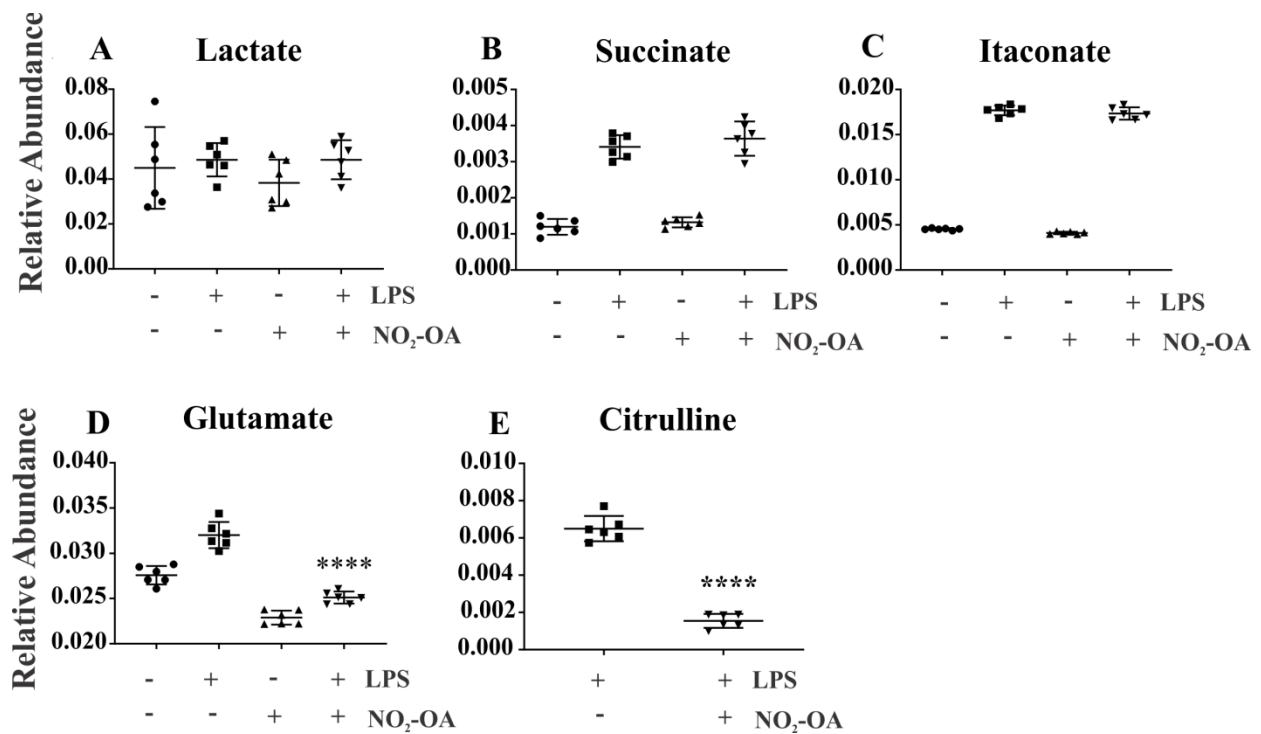 A Lactate
B Succinate
C Itaconate
Relative Abundance
0.08
0.06
0.04
0.02
0.00
0.005
0.004
0.003
0.002
0.001
0.000
0.020
0.015
0.010
0.005
0.000
- + - + LPS
- - + + NO₂-OA
- + - + LPS
- - + + NO₂-OA
- + - + LPS
- - + + NO₂-OA
D Glutamate
E Citrulline
Relative Abundance
0.040
0.035
0.030
0.025
0.020
****
0.010
0.008
0.006
0.004
0.002
0.000
****
- + - + LPS
- - + + NO₂-OA
+ + LPS
- + NO₂-OA